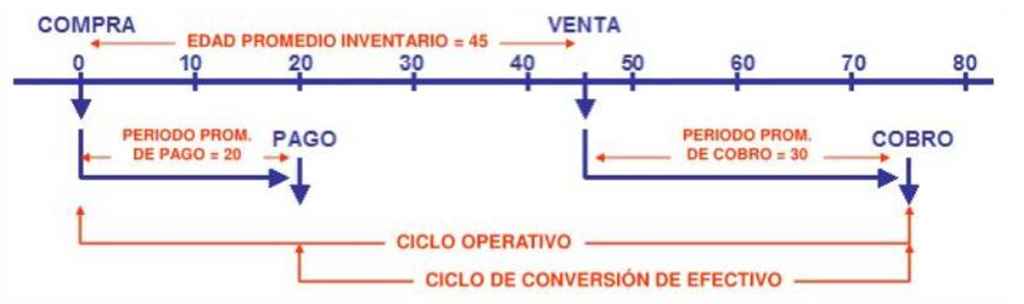 COMPRA
VENTA
EDAD PROMEDIO INVENTARIO = 45
0 10 20 30 40 50 60 70 80
PERIODO PROM.
DE PAGO = 20
PAGO
PERIODO PROM.
DE COBRO = 30
COBRO
CICLO OPERATIVO
CICLO DE CONVERSIÓN DE EFECTIVO